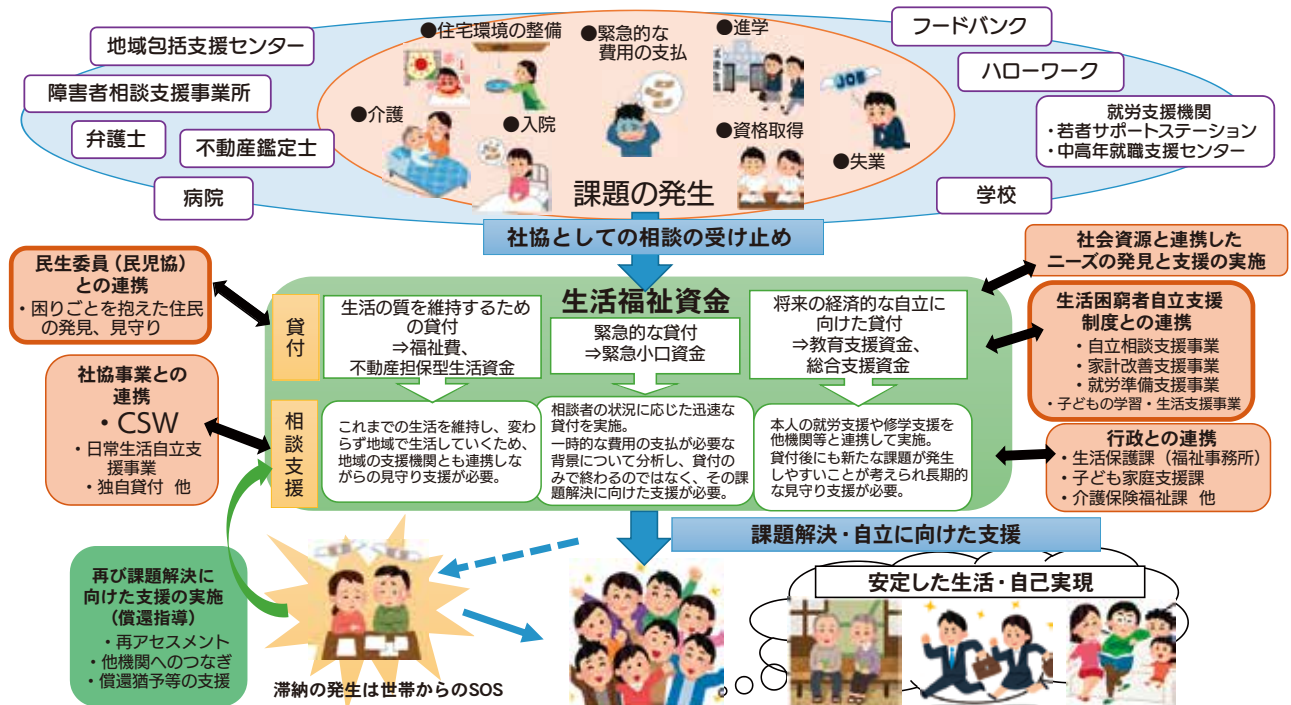 地域包括支援センター
障害者相談支援事業所
弁護士
不動産鑑定士
病院
●住宅環境の整備
●緊急的な
費用の支払
●進学
●介護
●入院
●資格取得
JOB
●失業
課題の発生
フードバンク
ハローワーク
就労支援機関
・若者サポートステーション
・中高年就職支援センター
学校
社協としての相談の受け止め
民生委員（民児協）
との連携
・困りごとを抱えた住民
の発見、見守り
社協事業との
連携
・CSW
・日常生活自立支
援事業
・独自貸付 他
生活福祉資金
貸付
生活の質を維持するため
の貸付
⇒福祉費、
不動産担保型生活資金
緊急的な貸付
⇒緊急小口資金
将来の経済的な自立に
向けた貸付
⇒教育支援資金、
総合支援資金
相談支援
これまでの生活を維持し、変わ
らず地域で生活していくため、
地域の支援機関とも連携しな
がらの見守り支援が必要。
相談者の状況に応じた迅速な
貸付を実施。
一時的な費用の支払が必要な
背景について分析し、貸付の
みで終わるのではなく、その課
題解決に向けた支援が必要。
本人の就労支援や修学支援を
他機関等と連携して実施。
貸付後にも新たな課題が発生
しやすいことが考えられ長期的
な見守り支援が必要。
社会資源と連携した
ニーズの発見と支援の実施
生活困窮者自立支援
制度との連携
・自立相談支援事業
・家計改善支援事業
・就労準備支援事業
・子どもの学習・生活支援事業
行政との連携
・生活保護課（福祉事務所）
・子ども家庭支援課
・介護保険福祉課 他
課題解決・自立に向けた支援
再び課題解決に
向けた支援の実施
（償還指導）
・再アセスメント
・他機関へのつなぎ
・償還猶予等の支援
滞納の発生は世帯からのSOS
安定した生活・自己実現